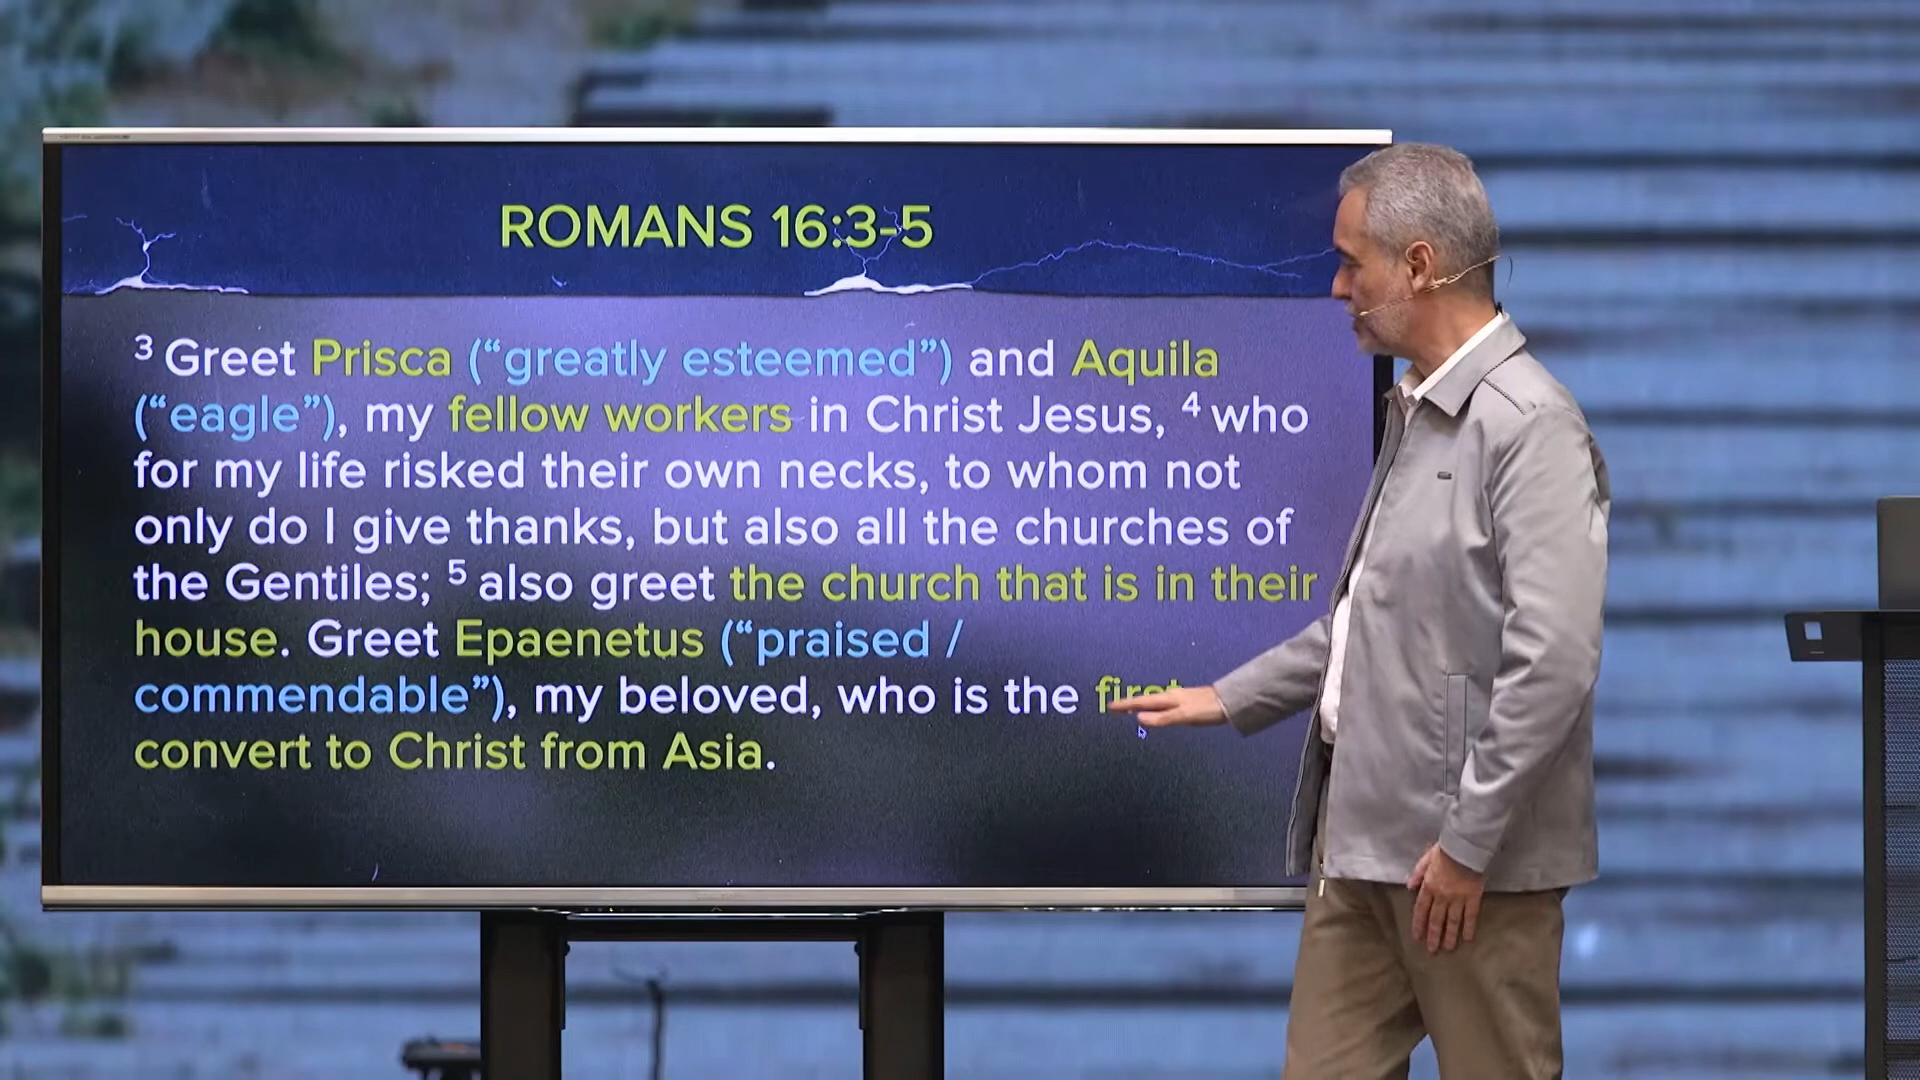 ROMANS 16:3-5
³ Greet Prisca (“greatly esteemed”) and Aquila
(“eagle”), my fellow workers in Christ Jesus, ⁴ who
for my life risked their own necks, to whom not
only do I give thanks, but also all the churches of
the Gentiles; ⁵ also greet the church that is in their
house. Greet Epaenetus (“praised /
commendable”), my beloved, who is the first
convert to Christ from Asia.